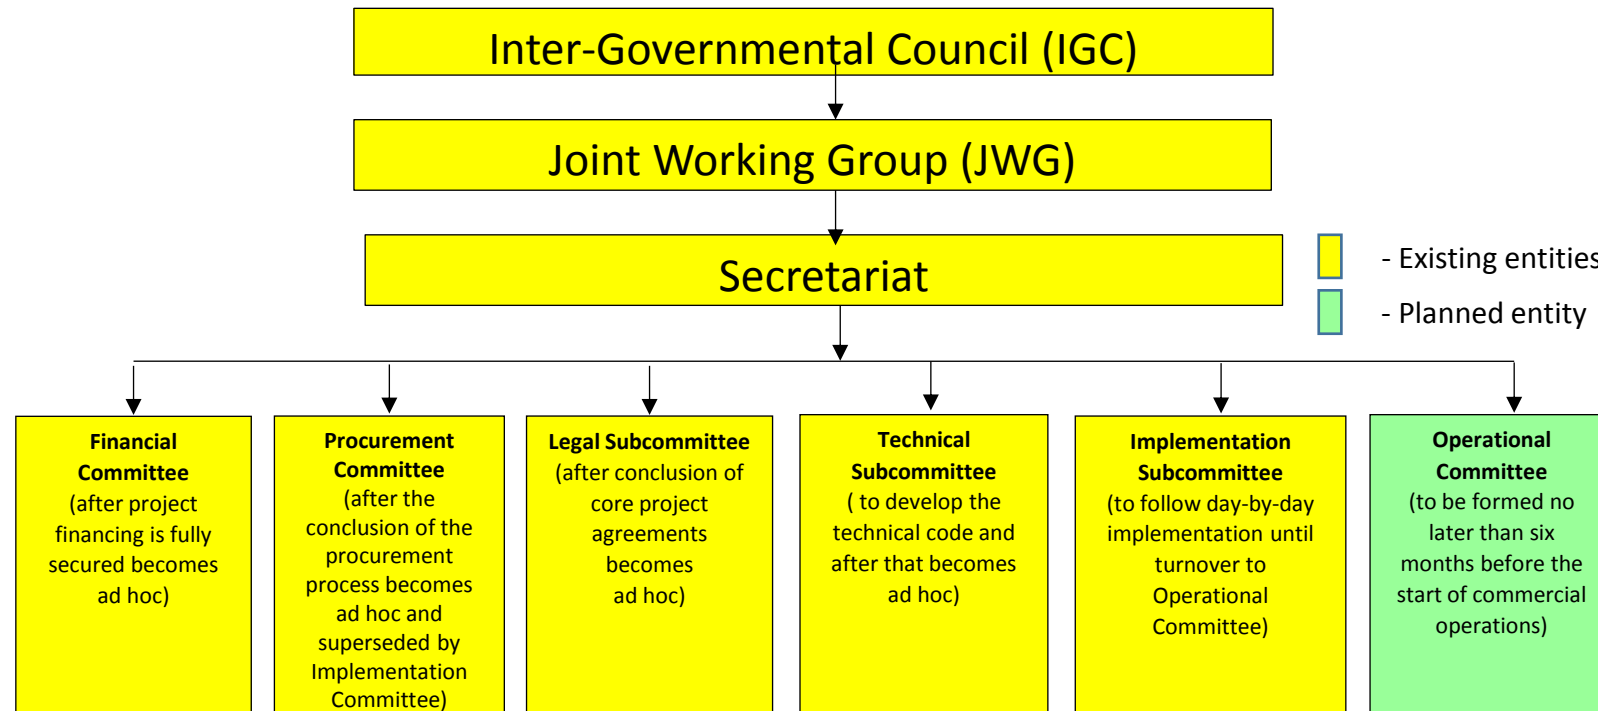 Inter-Governmental Council (IGC)
Joint Working Group (JWG)
Secretariat
- Existing entities
- Planned entity
Financial
Committee
(after project
financing is fully
secured becomes
ad hoc)
Procurement
Committee
(after the
conclusion of the
procurement
process becomes
ad hoc and
superseded by
Implementation
Committee)
Legal Subcommittee
(after conclusion of
core project
agreements
becomes
ad hoc)
Technical
Subcommittee
( to develop the
technical code and
after that becomes
ad hoc)
Implementation
Subcommittee
(to follow day-by-day
implementation until
turnover to
Operational
Committee)
Operational
Committee
(to be formed no
later than six
months before the
start of commercial
operations)